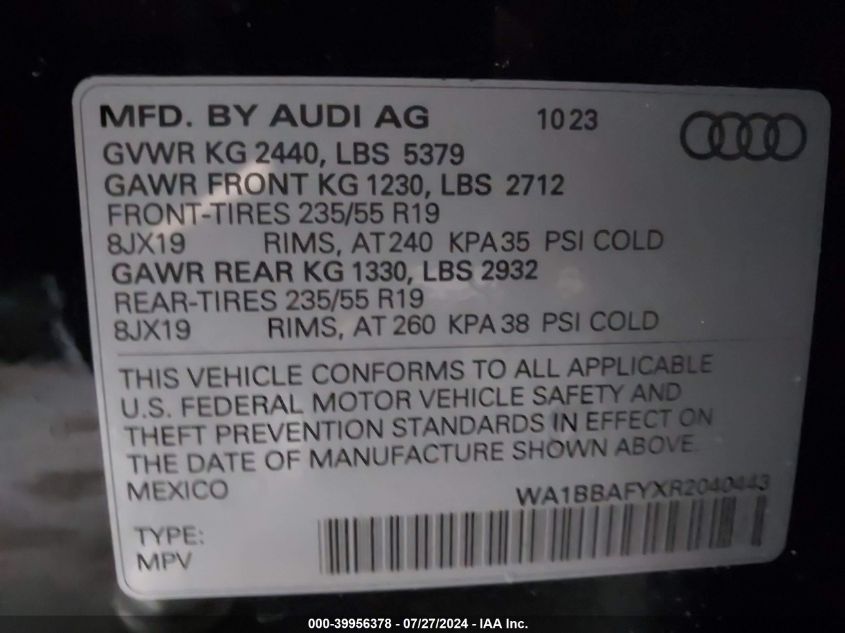 MFD. BY AUDI AG 1023
GVWR KG 2440, LBS 5379
GAWR FRONT KG 1230, LBS 2712
FRONT-TIRES 235/55 R19
8JX19 RIMS, AT 240 KPA 35 PSI COLD
GAWR REAR KG 1330, LBS 2932
REAR-TIRES 235/55 R19
8JX19 RIMS, AT 260 KPA 38 PSI COLD
THIS VEHICLE CONFORMS TO ALL APPLICABLE
U.S. FEDERAL MOTOR VEHICLE SAFETY AND
THEFT PREVENTION STANDARDS IN EFFECT ON
THE DATE OF MANUFACTURE SHOWN ABOVE.
MEXICO WA1BBAFYXR2040443
TYPE:
MPV
000-39956378 - 07/27/2024 - IAA Inc.